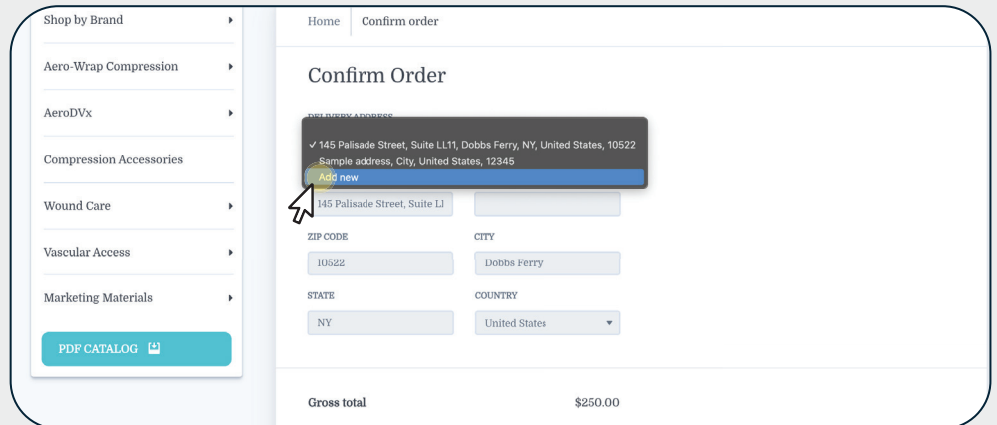 Shop by Brand
Aero-Wrap Compression
AeroDVx
Compression Accessories
Wound Care
Vascular Access
Marketing Materials
PDF CATALOG
Home Confirm order
Confirm Order
DELIVERY ADDRESS
✓ 145 Palisade Street, Suite LL11, Dobbs Ferry, NY, United States, 10522
Sample address, City, United States, 12345
Add new
145 Palisade Street, Suite Ll
ZIP CODE CITY
10522 Dobbs Ferry
STATE COUNTRY
NY United States
Gross total $250.00